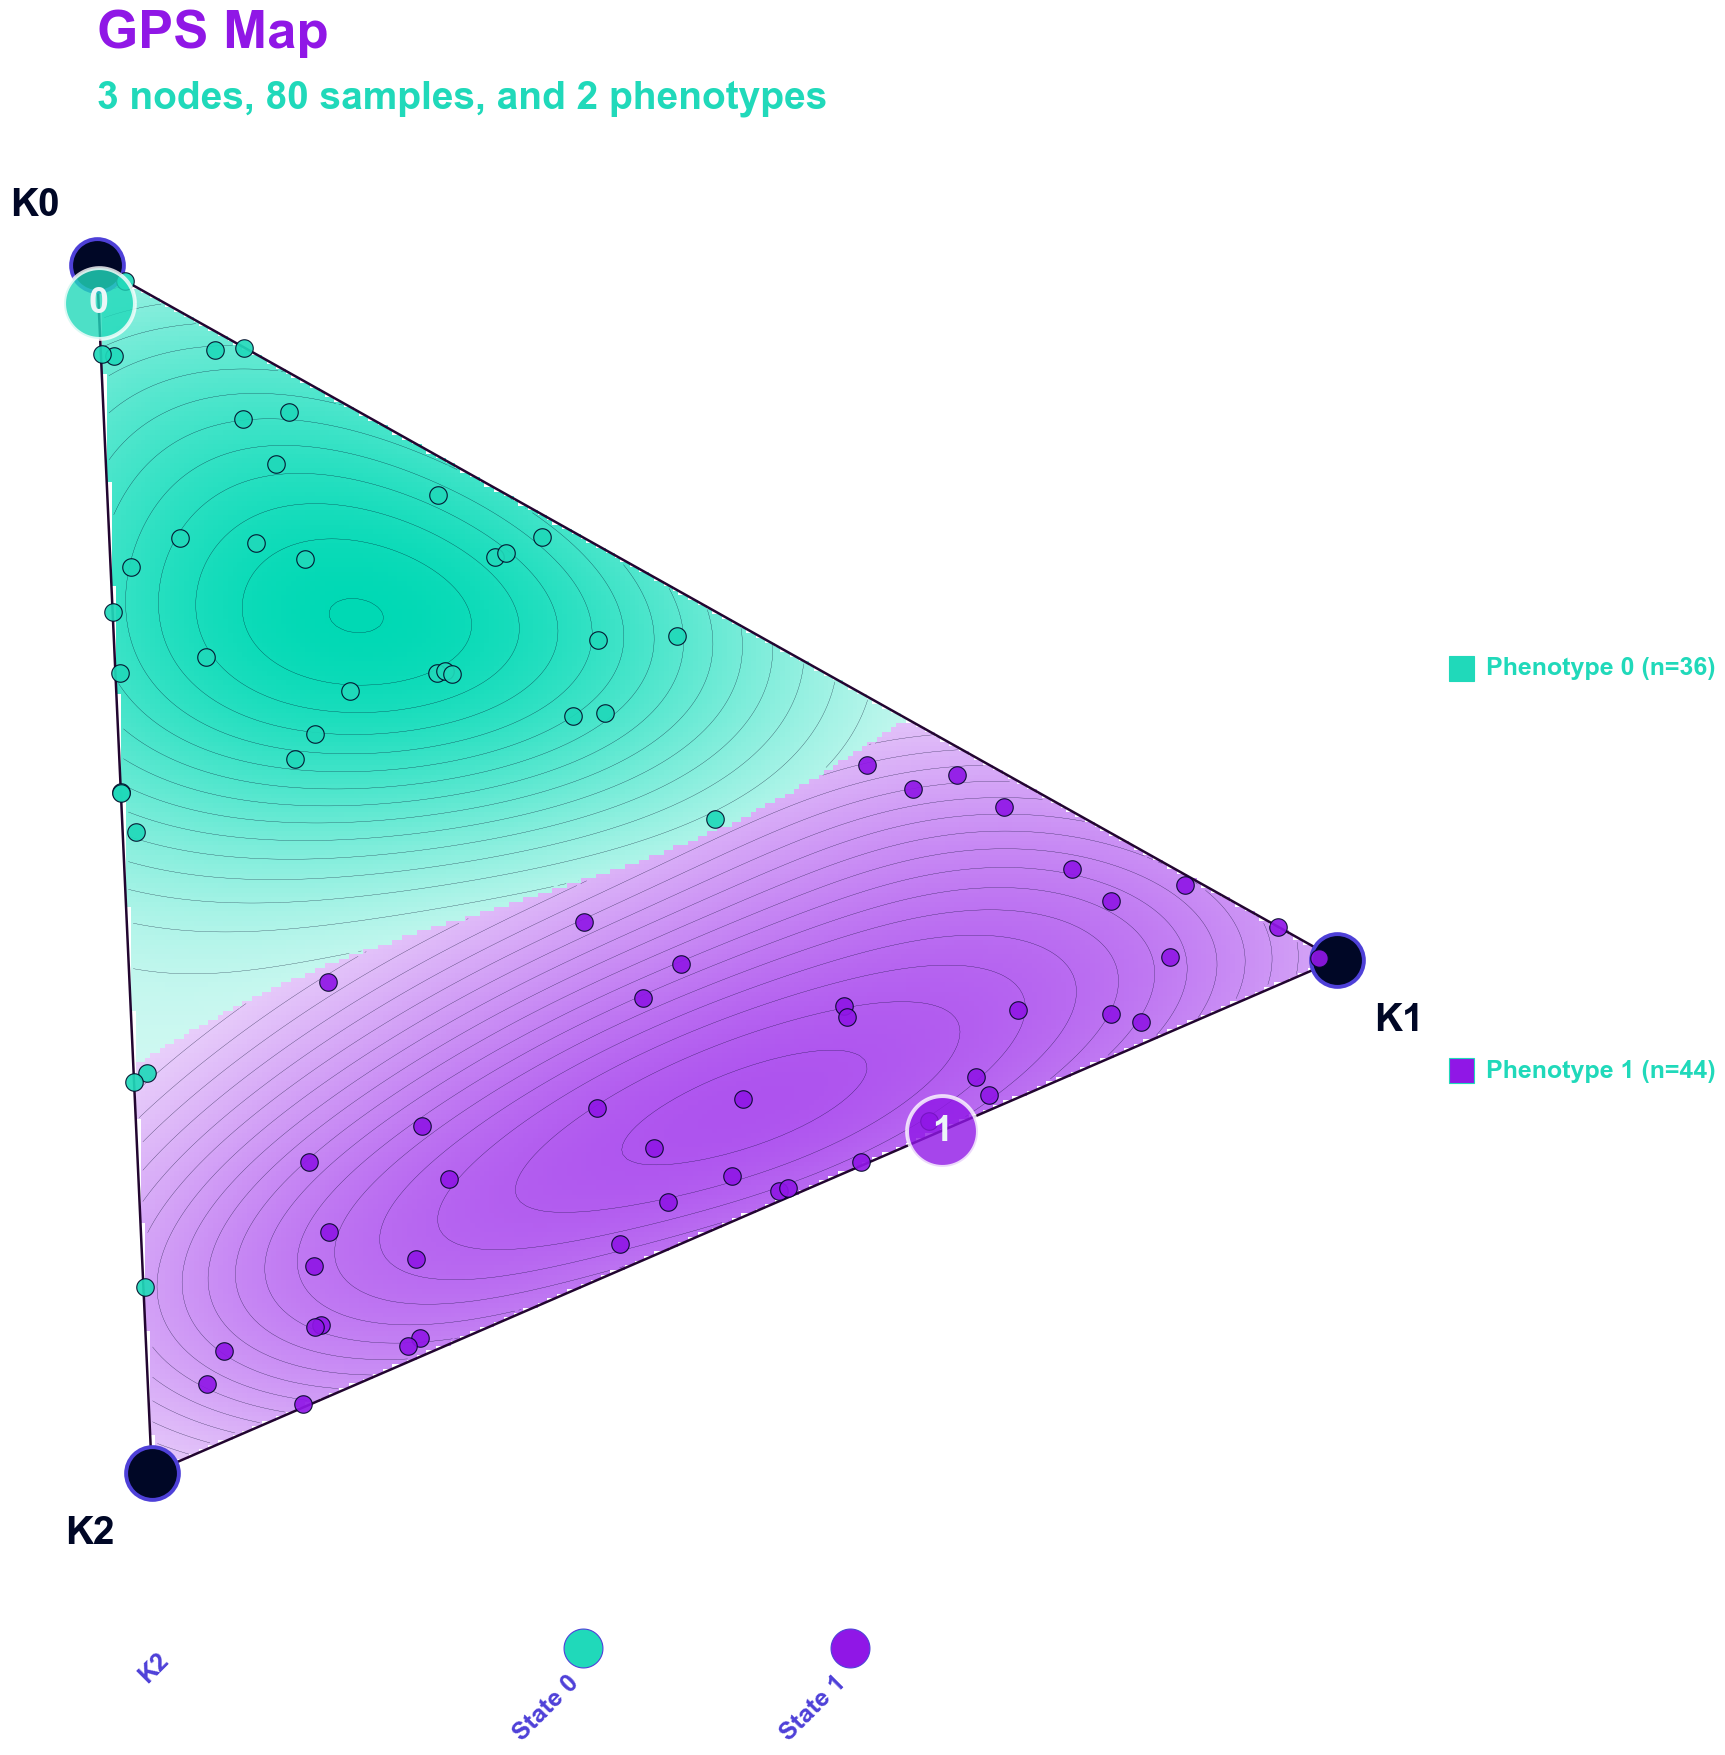 GPS Map
3 nodes, 80 samples, and 2 phenotypes
K0
0
Phenotype 0 (n=36)
K1
Phenotype 1 (n=44)
1
K2
K2
State 0
State 1